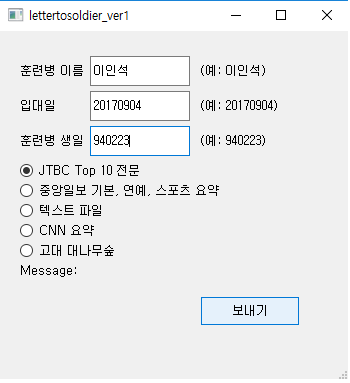 lettertosoldier_ver1
훈련병 이름 이인석 (예: 이인석)
입대일 20170904 (예: 20170904)
훈련병 생일 940223 (예: 940223)
JTBC Top 10 전문
중앙일보 기본, 연예, 스포츠 요약
텍스트 파일
CNN 요약
고대 대나무숲
Message:
보내기